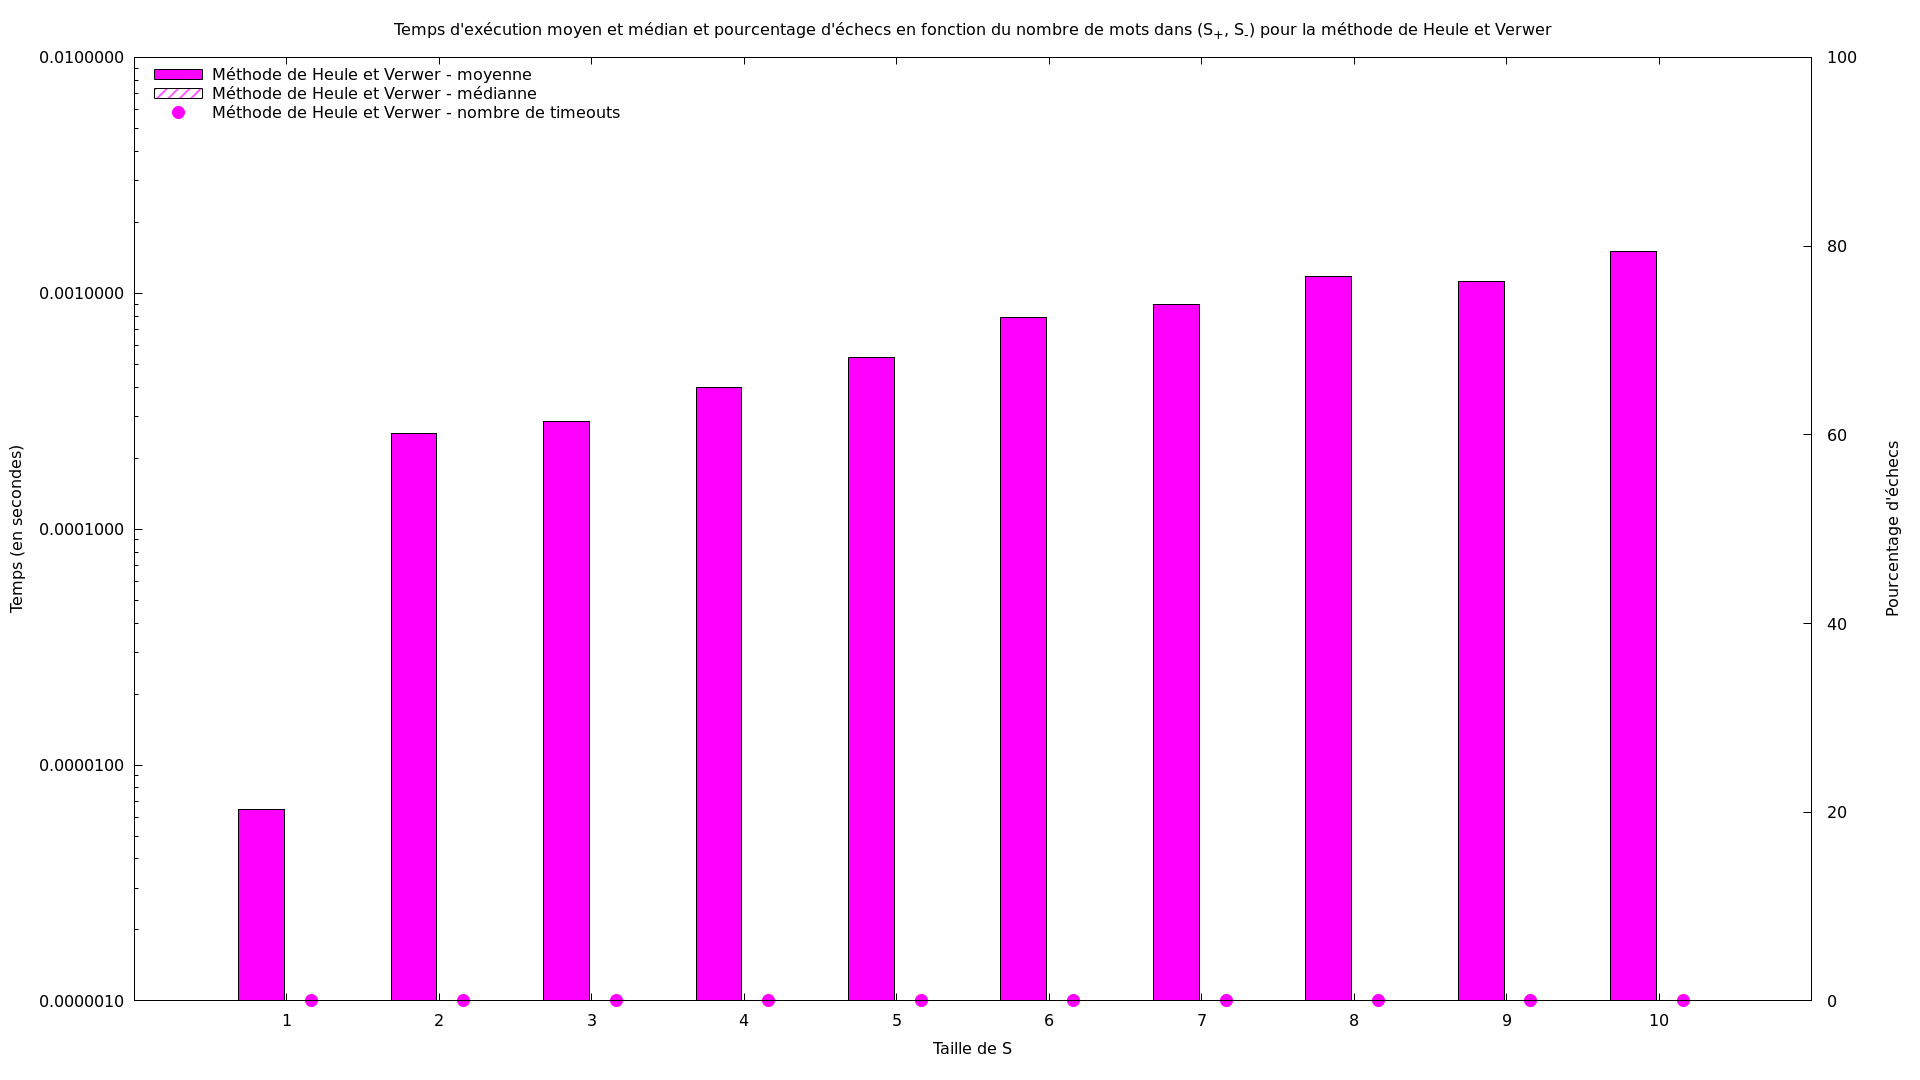 Temps d'exécution moyen et médian et pourcentage d'échecs en fonction du nombre de mots dans (S+, S-) pour la méthode de Heule et Verwer
Méthode de Heule et Verwer - moyenne
Méthode de Heule et Verwer - médianne
Méthode de Heule et Verwer - nombre de timeouts
0.0100000
0.0010000
0.0001000
0.0000100
0.0000010
Temps (en secondes)
100
80
60
40
20
0
Pourcentage d'échecs
1 2 3 4 5 6 7 8 9 10
Taille de S